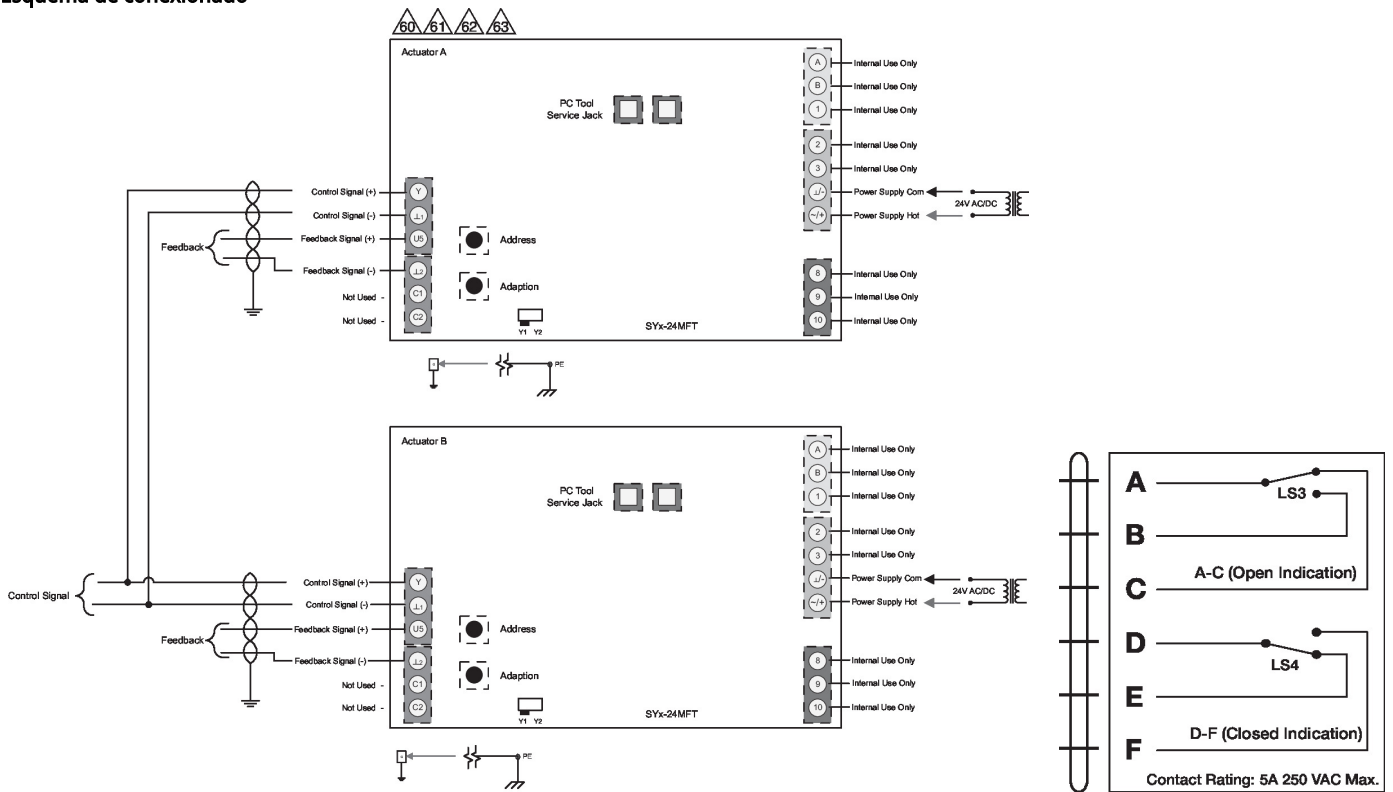 Esquema de conexionado
60 61 62 63
Actuator A
PC Tool
Service Jack
A Internal Use Only
B Internal Use Only
1 Internal Use Only
2 Internal Use Only
3 Internal Use Only
⊥/- Power Supply Com
~/+ Power Supply Hot
24V AC/DC
8 Internal Use Only
9 Internal Use Only
10 Internal Use Only
Control Signal (+) Y
Control Signal (-) ⊥1
Feedback Signal (+) U5
Feedback
Feedback Signal (-) ⊥2
Not Used - C1
Not Used - C2
Address
Adaption
Y1 Y2
SYx-24MFT
PE
Actuator B
PC Tool
Service Jack
A Internal Use Only
B Internal Use Only
1 Internal Use Only
2 Internal Use Only
3 Internal Use Only
⊥/- Power Supply Com
~/+ Power Supply Hot
24V AC/DC
8 Internal Use Only
9 Internal Use Only
10 Internal Use Only
Control Signal
Control Signal (+) Y
Control Signal (-) ⊥1
Feedback Signal (+) U5
Feedback
Feedback Signal (-) ⊥2
Not Used - C1
Not Used - C2
Address
Adaption
Y1 Y2
SYx-24MFT
PE
A
LS3
B
A-C (Open Indication)
C
D
LS4
E
D-F (Closed Indication)
F
Contact Rating: 5A 250 VAC Max.